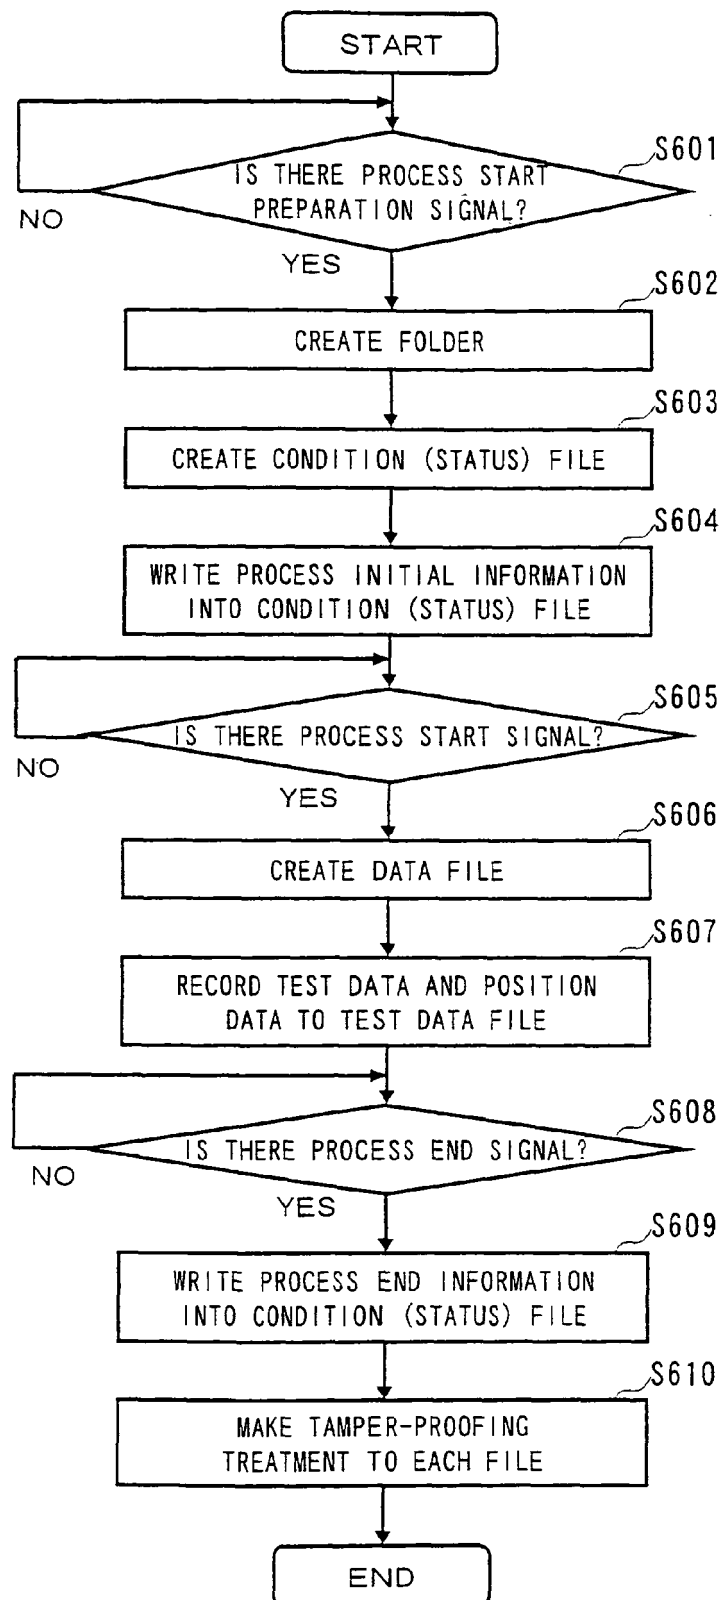 START
S601
IS THERE PROCESS START
PREPARATION SIGNAL?
NO
YES
S602
CREATE FOLDER
S603
CREATE CONDITION (STATUS) FILE
S604
WRITE PROCESS INITIAL INFORMATION
INTO CONDITION (STATUS) FILE
S605
IS THERE PROCESS START SIGNAL?
NO
YES
S606
CREATE DATA FILE
S607
RECORD TEST DATA AND POSITION
DATA TO TEST DATA FILE
S608
IS THERE PROCESS END SIGNAL?
NO
YES
S609
WRITE PROCESS END INFORMATION
INTO CONDITION (STATUS) FILE
S610
MAKE TAMPER-PROOFING
TREATMENT TO EACH FILE
END